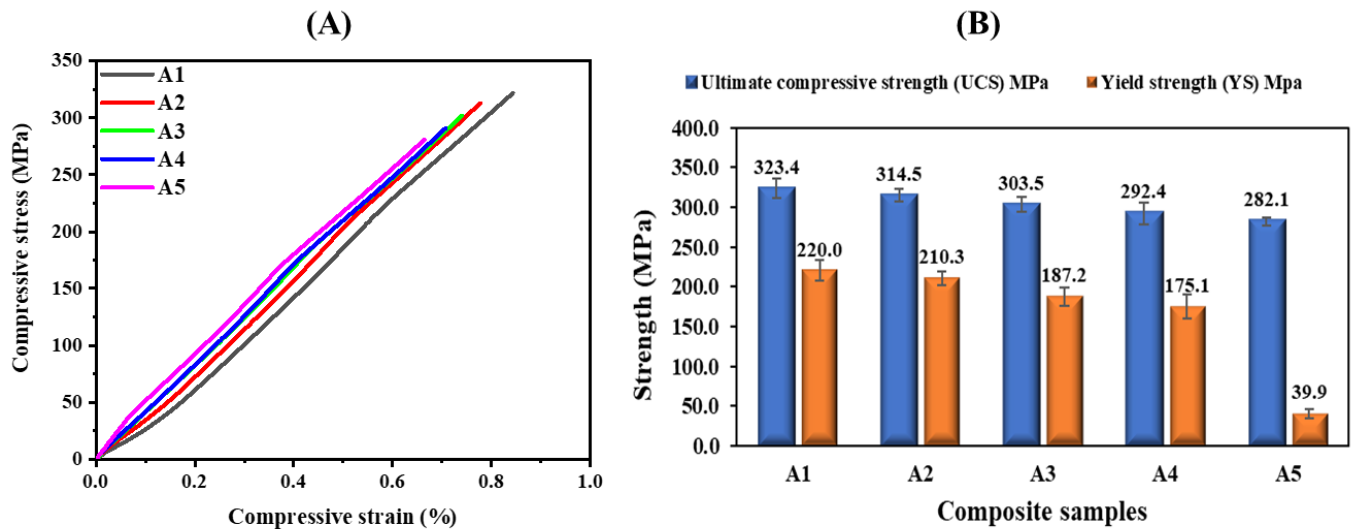 (A)
350
300
250
200
150
100
50
0
Compressive stress (MPa)
A1
A2
A3
A4
A5
0.0 0.2 0.4 0.6 0.8 1.0
Compressive strain (%)
(B)
Ultimate compressive strength (UCS) MPa Yield strength (YS) Mpa
400.0
350.0
300.0
250.0
200.0
150.0
100.0
50.0
0.0
Strength (MPa)
323.4 314.5 303.5 292.4 282.1
220.0 210.3 187.2 175.1 39.9
A1 A2 A3 A4 A5
Composite samples